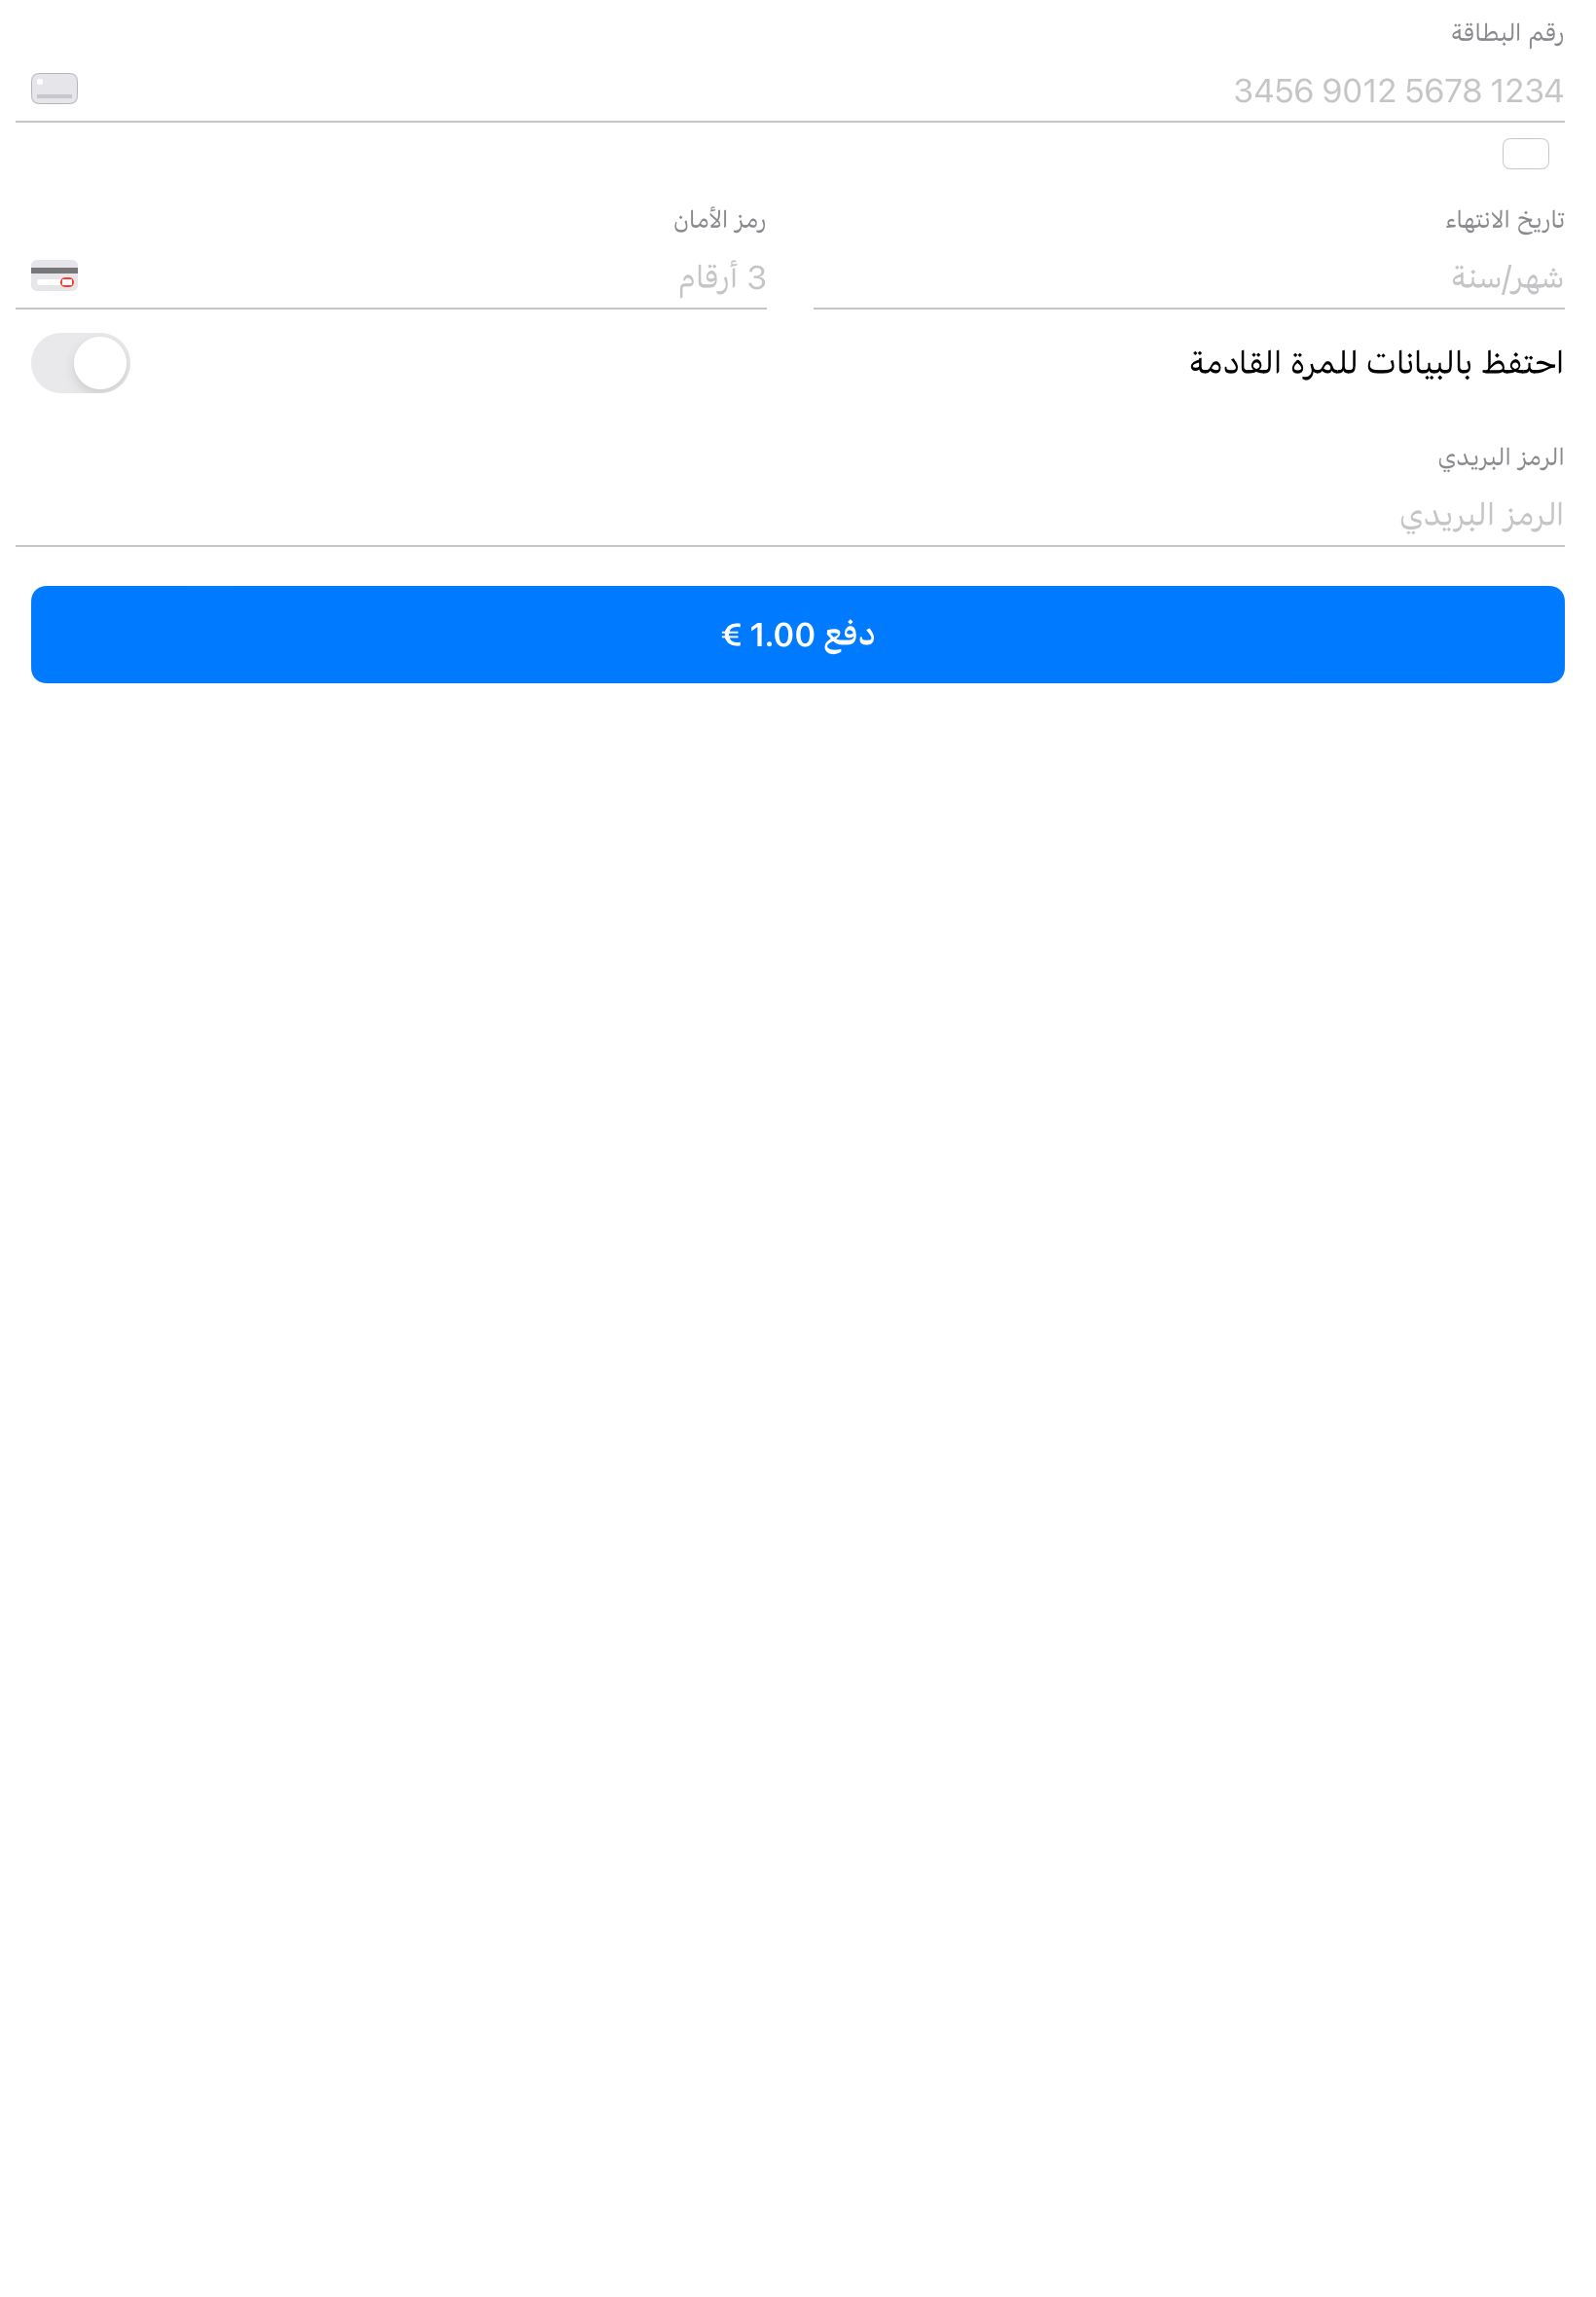 رقم البطاقة
3456 9012 5678 1234
تاريخ الانتهاء
شهر/سنة
رمز الأمان
3 أرقام
احتفظ بالبيانات للمرة القادمة
الرمز البريدي
الرمز البريدي
دفع 1.00 €